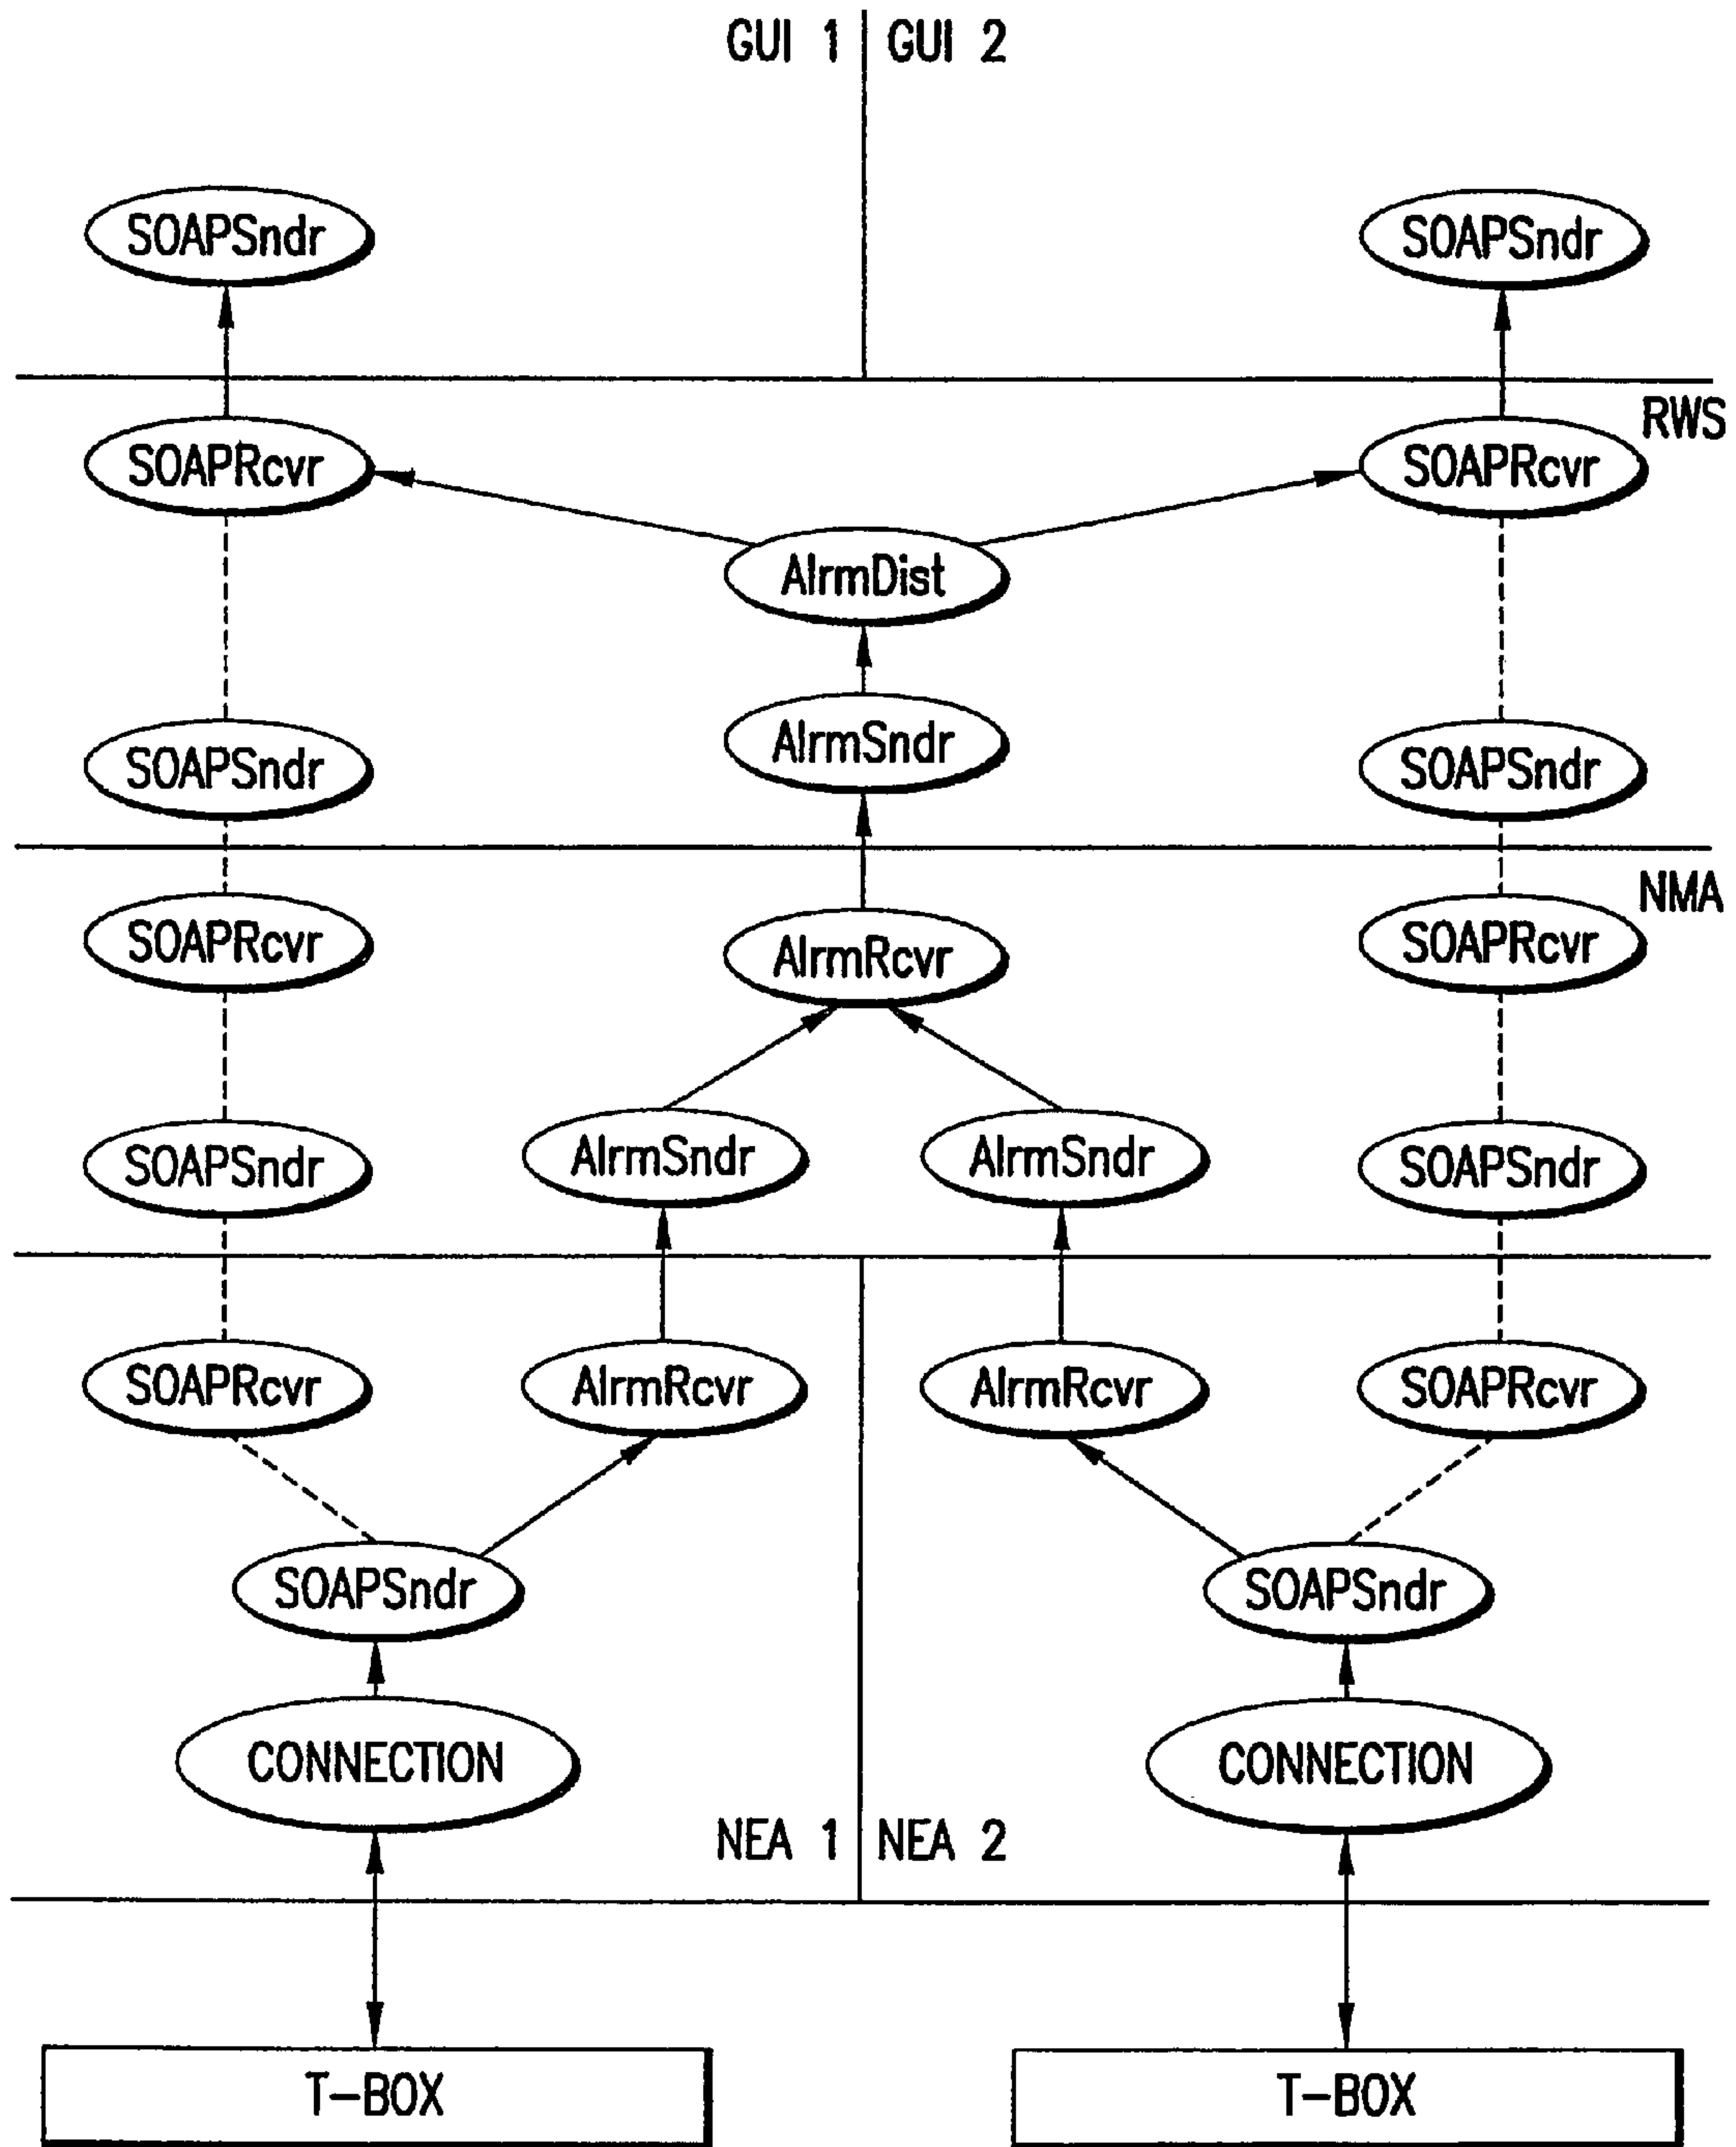 GUI 1 GUI 2
SOAPSndr SOAPSndr
RWS
SOAPRcvr SOAPRcvr
AlrmDist
AlrmSndr
SOAPSndr SOAPSndr
NMA
SOAPRcvr AlrmRcvr SOAPRcvr
AlrmSndr AlrmSndr
SOAPSndr SOAPSndr
SOAPRcvr AlrmRcvr AlrmRcvr SOAPRcvr
SOAPSndr SOAPSndr
CONNECTION CONNECTION
NEA 1 NEA 2
T-BOX T-BOX